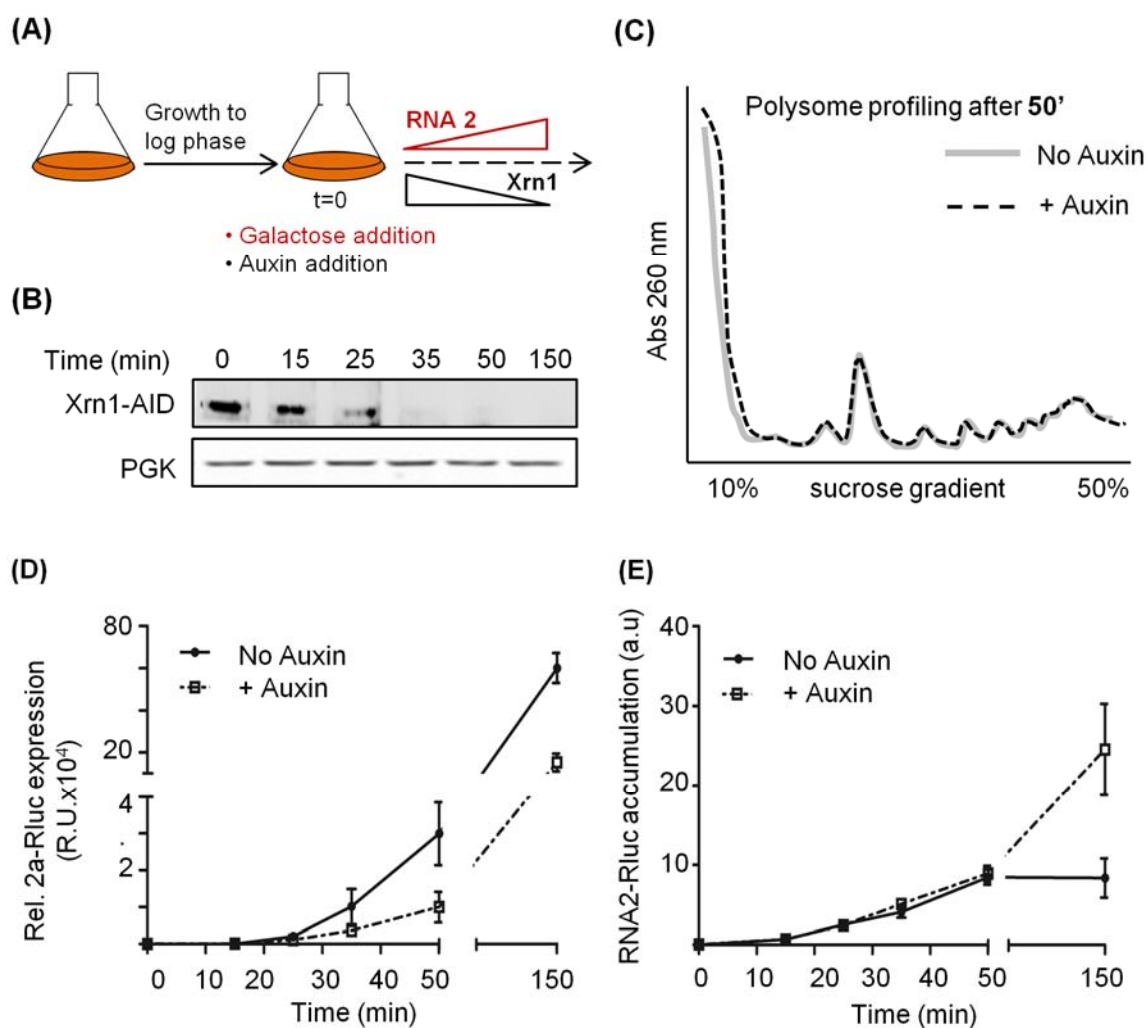 (A)
Growth to
log phase
t=0
• Galactose addition
• Auxin addition
RNA 2
Xrn1
(B)
Time (min) 0 15 25 35 50 150
Xrn1-AID
PGK
(C)
Polysome profiling after 50'
No Auxin
+ Auxin
Abs 260 nm
10% sucrose gradient 50%
(D)
Rel. 2a-Rluc expression
(R.U.x10⁴)
80
20
4
2
1
No Auxin
+ Auxin
0 10 20 30 40 50 150
Time (min)
(E)
RNA2-Rluc accumulation (a.u)
40
30
20
10
0
No Auxin
+ Auxin
0 10 20 30 40 50 150
Time (min)